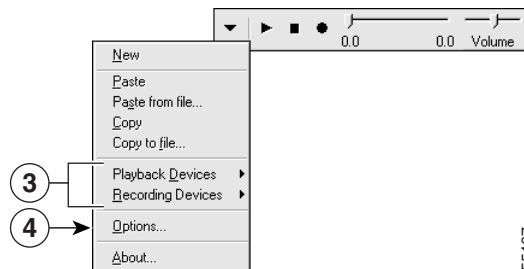 0.0 0.0 Volume
New
Paste
Paste from file...
Copy
Copy to file...
3
Playback Devices
Recording Devices
4
Options...
About...